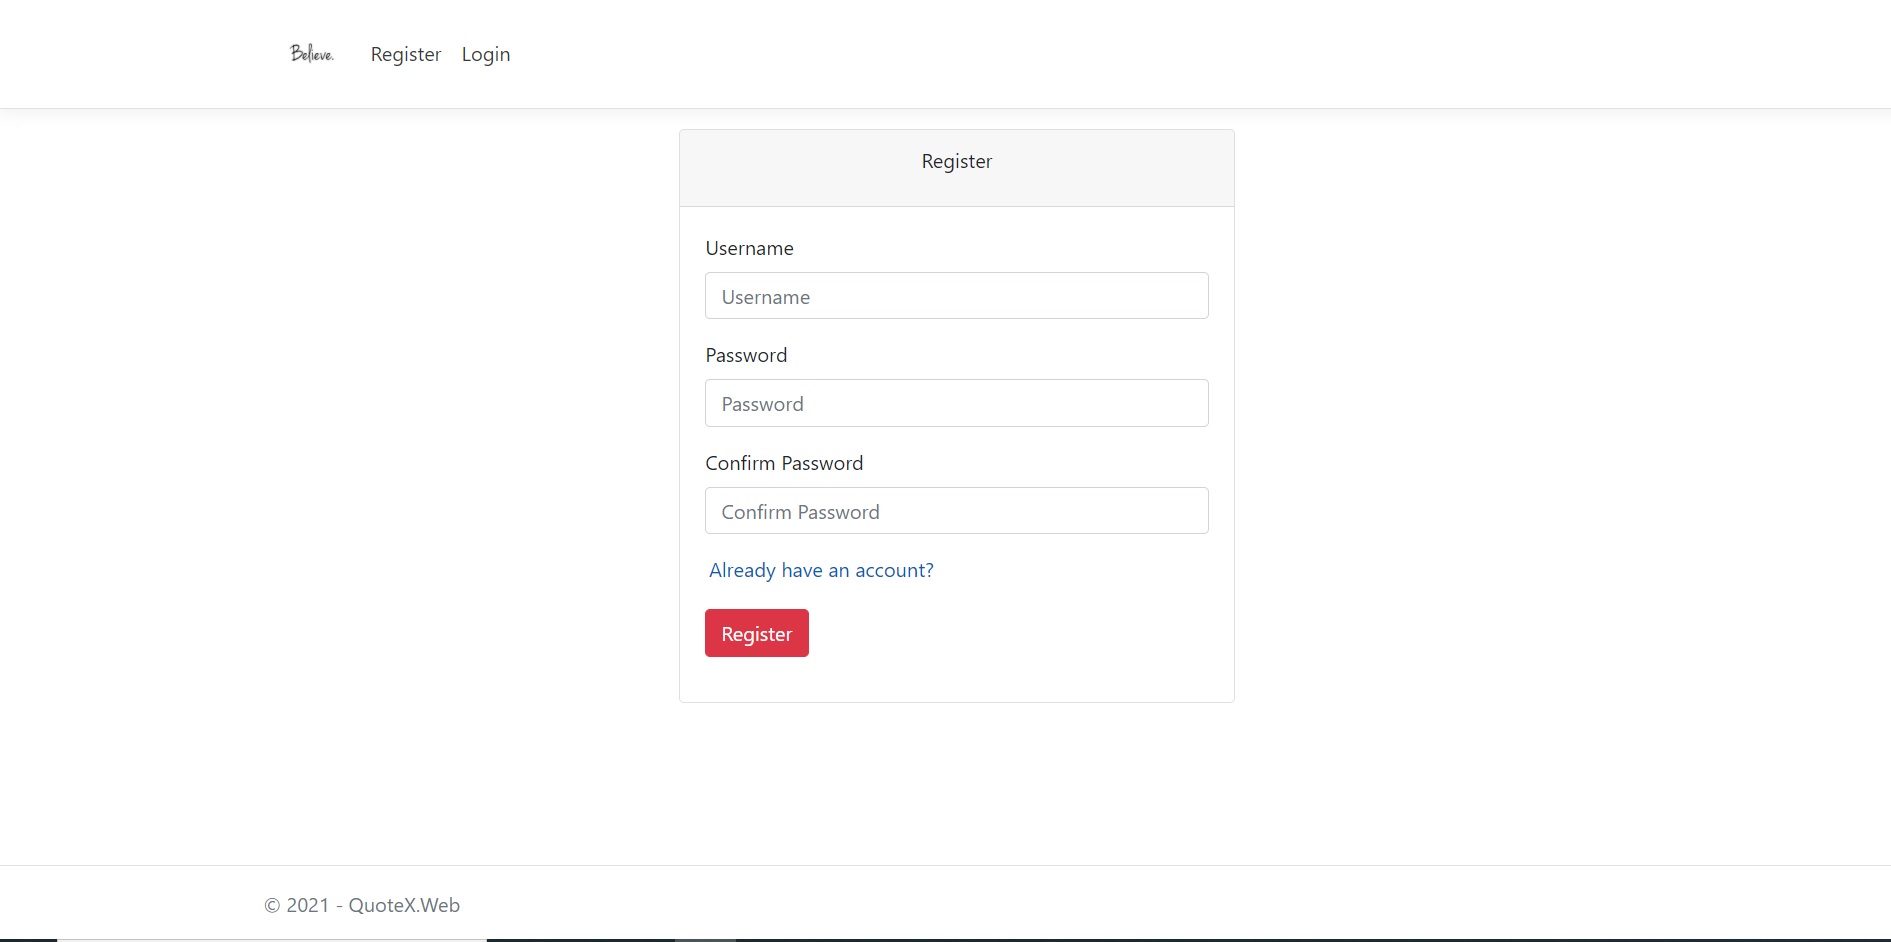 Believe. Register Login
Register
Username
Username
Password
Password
Confirm Password
Confirm Password
Already have an account?
Register
© 2021 - QuoteX.Web